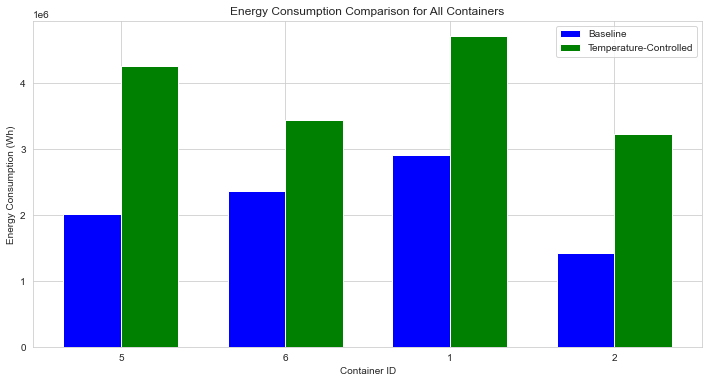 Energy Consumption Comparison for All Containers
1e6
Baseline
Temperature-Controlled
4
3
2
1
0
Energy Consumption (Wh)
5 6 1 2
Container ID